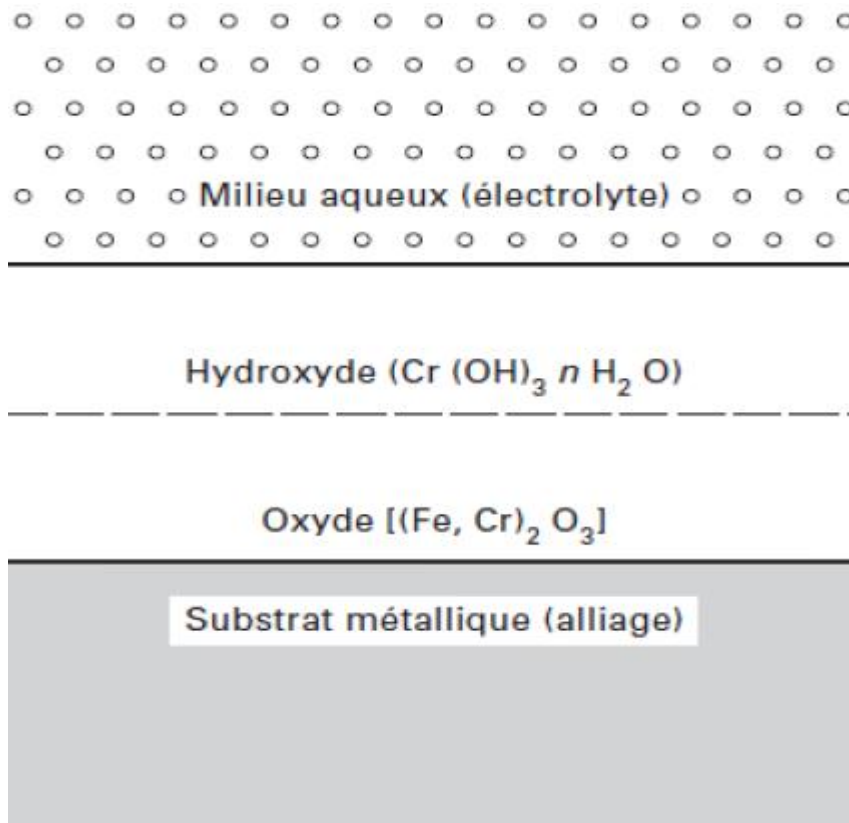 Milieu aqueux (électrolyte)
Hydroxyde (Cr (OH)₃ n H₂ O)
Oxyde [(Fe, Cr)₂ O₃]
Substrat métallique (alliage)